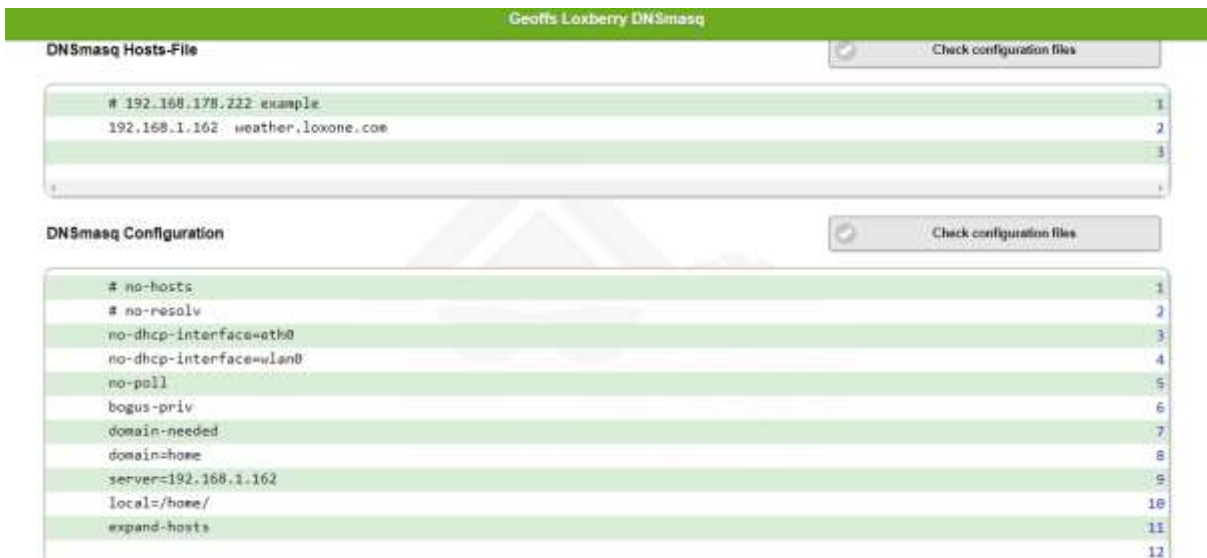 Geoffs Loxberry DNSmasq
DNSmasq Hosts-File
Check configuration files
# 192.168.178.222 example 1
192.168.1.162 weather.loxone.com 2
3
DNSmasq Configuration
Check configuration files
# no-hosts 1
# no-resolv 2
no-dhcp-interface=eth0 3
no-dhcp-interface=wlan0 4
no-poll 5
bogus-priv 6
domain-needed 7
domain=home 8
server=192.168.1.162 9
local=/home/ 10
expand-hosts 11
12